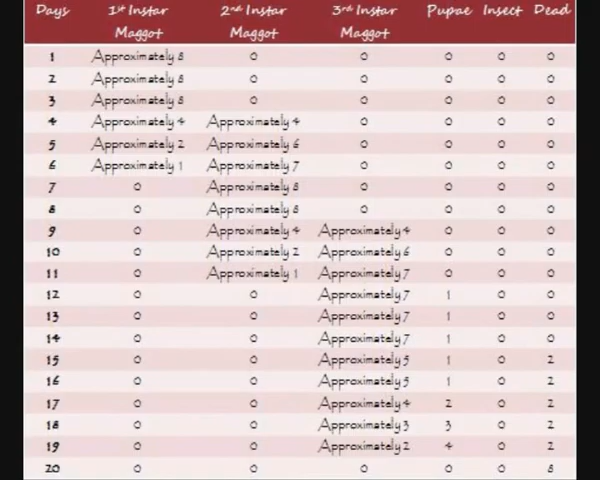 Days 1st Instar Maggot 2nd Instar Maggot 3rd Instar Maggot Pupae Insect Dead
1 Approximately 8 0 0 0 0 0
2 Approximately 8 0 0 0 0 0
3 Approximately 8 0 0 0 0 0
4 Approximately 4 Approximately 4 0 0 0 0
5 Approximately 2 Approximately 6 0 0 0 0
6 Approximately 1 Approximately 7 0 0 0 0
7 0 Approximately 8 0 0 0 0
8 0 Approximately 8 0 0 0 0
9 0 Approximately 4 Approximately 4 0 0 0
10 0 Approximately 2 Approximately 6 0 0 0
11 0 Approximately 1 Approximately 7 0 0 0
12 0 0 Approximately 7 1 0 0
13 0 0 Approximately 7 1 0 0
14 0 0 Approximately 7 1 0 0
15 0 0 Approximately 5 1 0 2
16 0 0 Approximately 5 1 0 2
17 0 0 Approximately 4 2 0 2
18 0 0 Approximately 3 3 0 2
19 0 0 Approximately 2 4 0 2
20 0 0 0 0 0 8